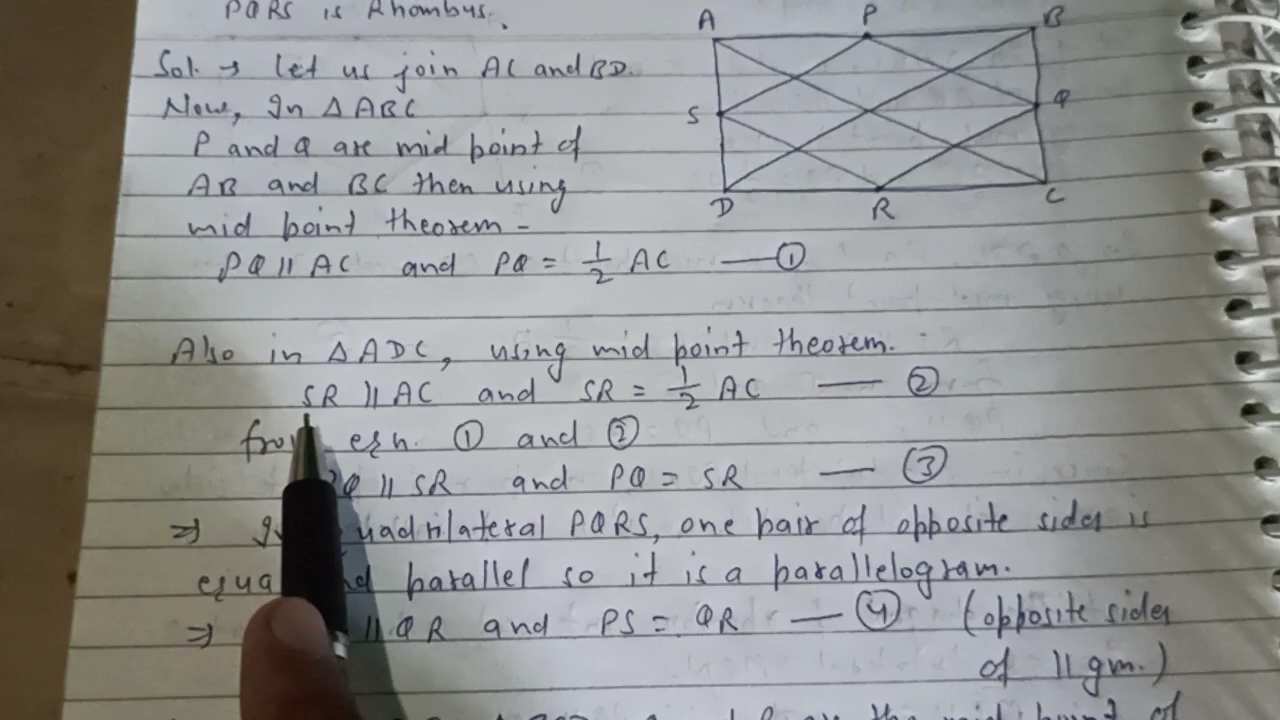 PQRS is Rhombus.
Sol. → Let us join AC and BD.
Now, In △ABC
P and Q are mid point of
AB and BC then using
mid point theorem -
PQ || AC and PQ = 1/2 AC — ①
Also in △ADC, using mid point theorem.
SR || AC and SR = 1/2 AC — ②
eqn. ① and ②
|| SR and PQ = SR — ③
⇒ PQRS, one pair of opposite sides is
parallel so it is a parallelogram.
⇒ || QR and PS = QR — ④ (opposite sides
of || gm.)
the mid point of
A P B
S Q
D R C